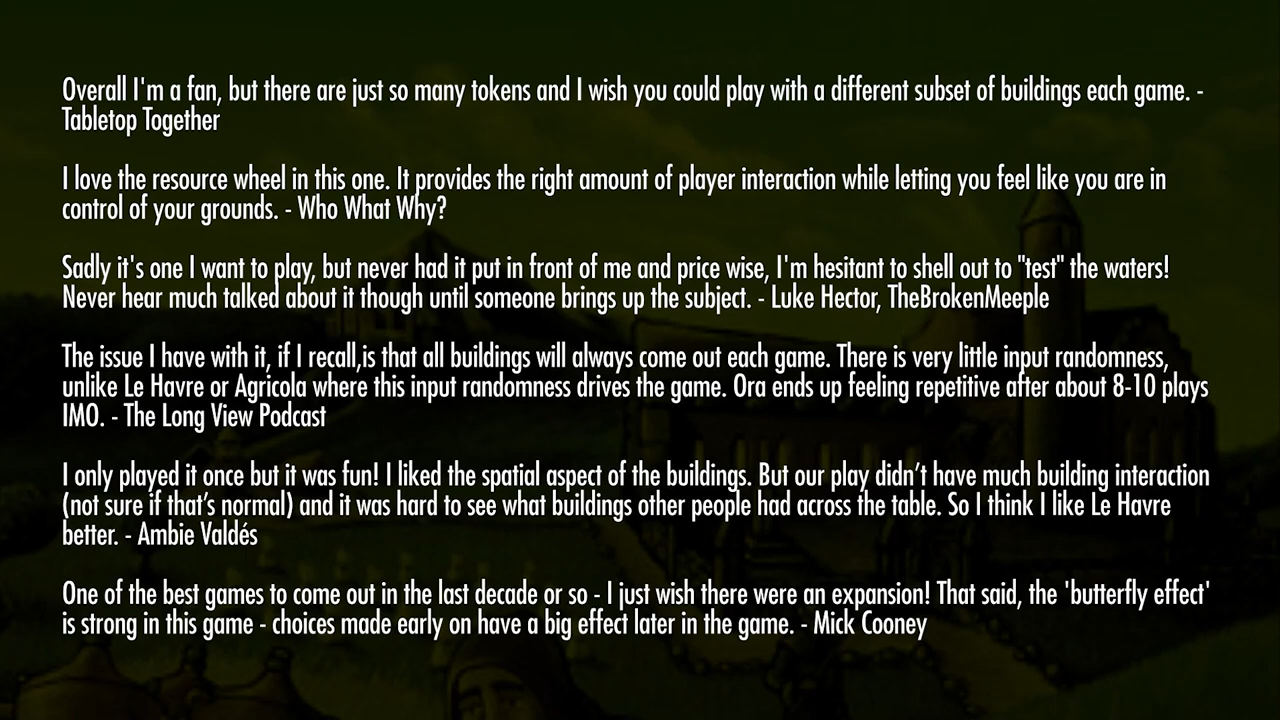 Overall I'm a fan, but there are just so many tokens and I wish you could play with a different subset of buildings each game. -
Tabletop Together
I love the resource wheel in this one. It provides the right amount of player interaction while letting you feel like you are in
control of your grounds. - Who What Why?
Sadly it's one I want to play, but never had it put in front of me and price wise, I'm hesitant to shell out to "test" the waters!
Never hear much talked about it though until someone brings up the subject. - Luke Hector, TheBrokenMeeple
The issue I have with it, if I recall,is that all buildings will always come out each game. There is very little input randomness,
unlike Le Havre or Agricola where this input randomness drives the game. Ora ends up feeling repetitive after about 8-10 plays
IMO. - The Long View Podcast
I only played it once but it was fun! I liked the spatial aspect of the buildings. But our play didn’t have much building interaction
(not sure if that’s normal) and it was hard to see what buildings other people had across the table. So I think I like Le Havre
better. - Ambie Valdés
One of the best games to come out in the last decade or so - I just wish there were an expansion! That said, the 'butterfly effect'
is strong in this game - choices made early on have a big effect later in the game. - Mick Cooney